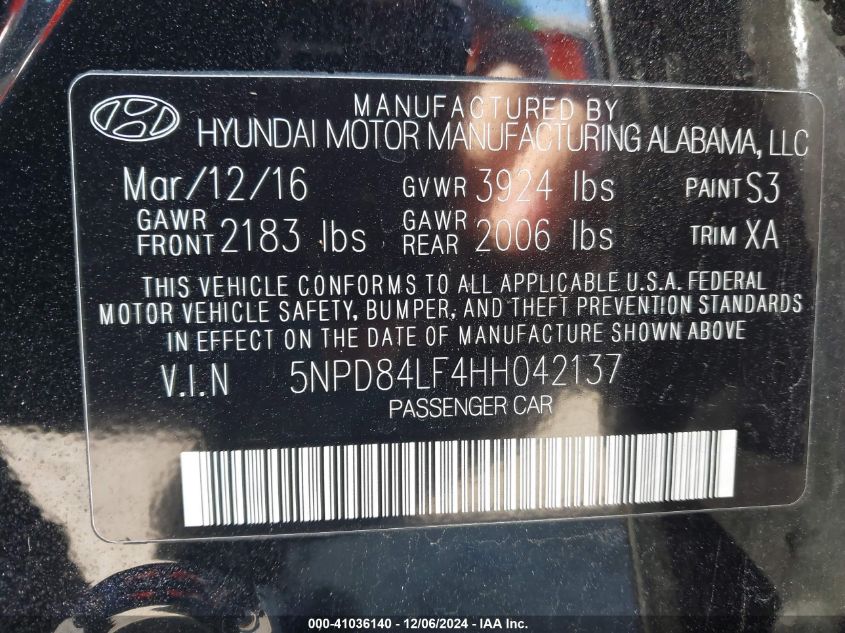 MANUFACTURED BY
HYUNDAI MOTOR MANUFACTURING ALABAMA, LLC
Mar/12/16 GVWR 3924 lbs PAINT S3
GAWR FRONT 2183 lbs GAWR REAR 2006 lbs TRIM XA
THIS VEHICLE CONFORMS TO ALL APPLICABLE U.S.A. FEDERAL
MOTOR VEHICLE SAFETY, BUMPER, AND THEFT PREVENTION STANDARDS
IN EFFECT ON THE DATE OF MANUFACTURE SHOWN ABOVE
V.I.N 5NPD84LF4HH042137
PASSENGER CAR
000-41036140 - 12/06/2024 - IAA Inc.